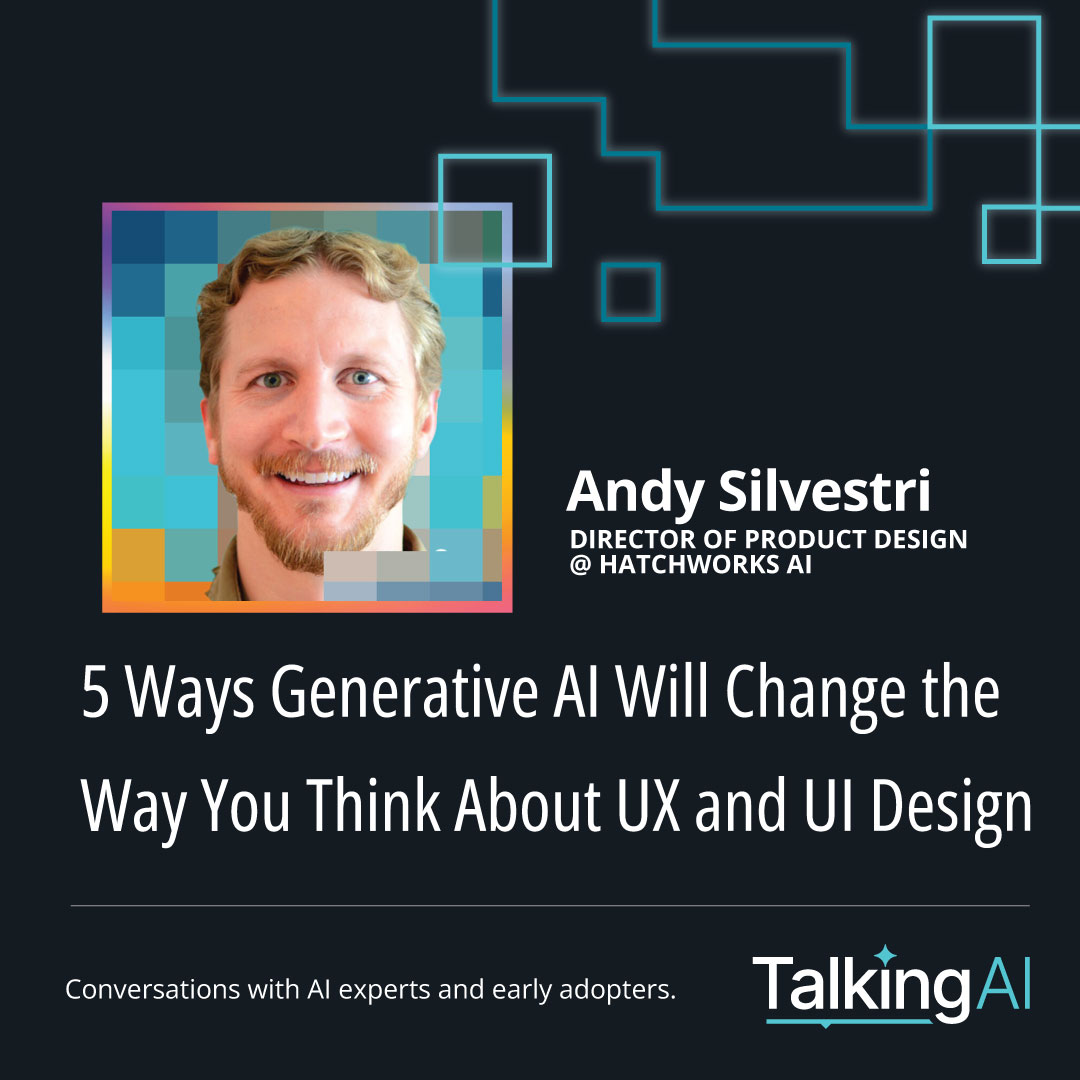 Andy Silvestri
DIRECTOR OF PRODUCT DESIGN
@ HATCHWORKS AI
5 Ways Generative AI Will Change the
Way You Think About UX and UI Design
Conversations with AI experts and early adopters.
TalkingAI